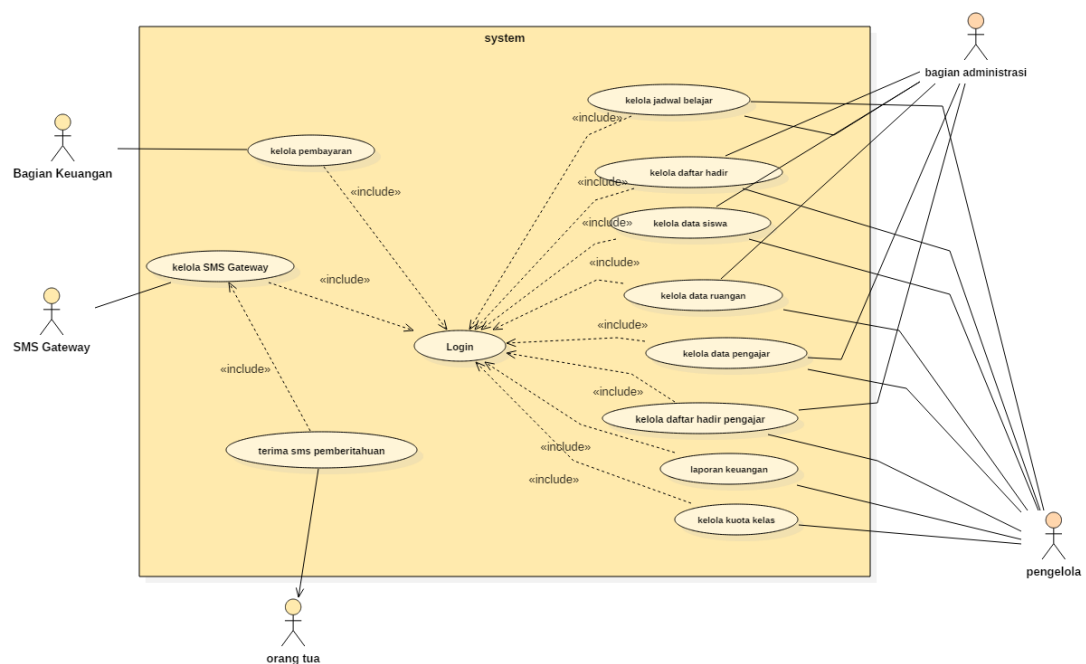 system
bagian administrasi
kelola jadwal belajar
«include»
Bagian Keuangan
kelola pembayaran
kelola daftar hadir
«include»
«include»
kelola data siswa
«include»
kelola SMS Gateway
«include»
«include»
kelola data ruangan
SMS Gateway
Login
«include»
kelola data pengajar
«include»
«include»
kelola daftar hadir pengajar
terima sms pemberitahuan
«include»
laporan keuangan
«include»
kelola kuota kelas
pengelola
orang tua